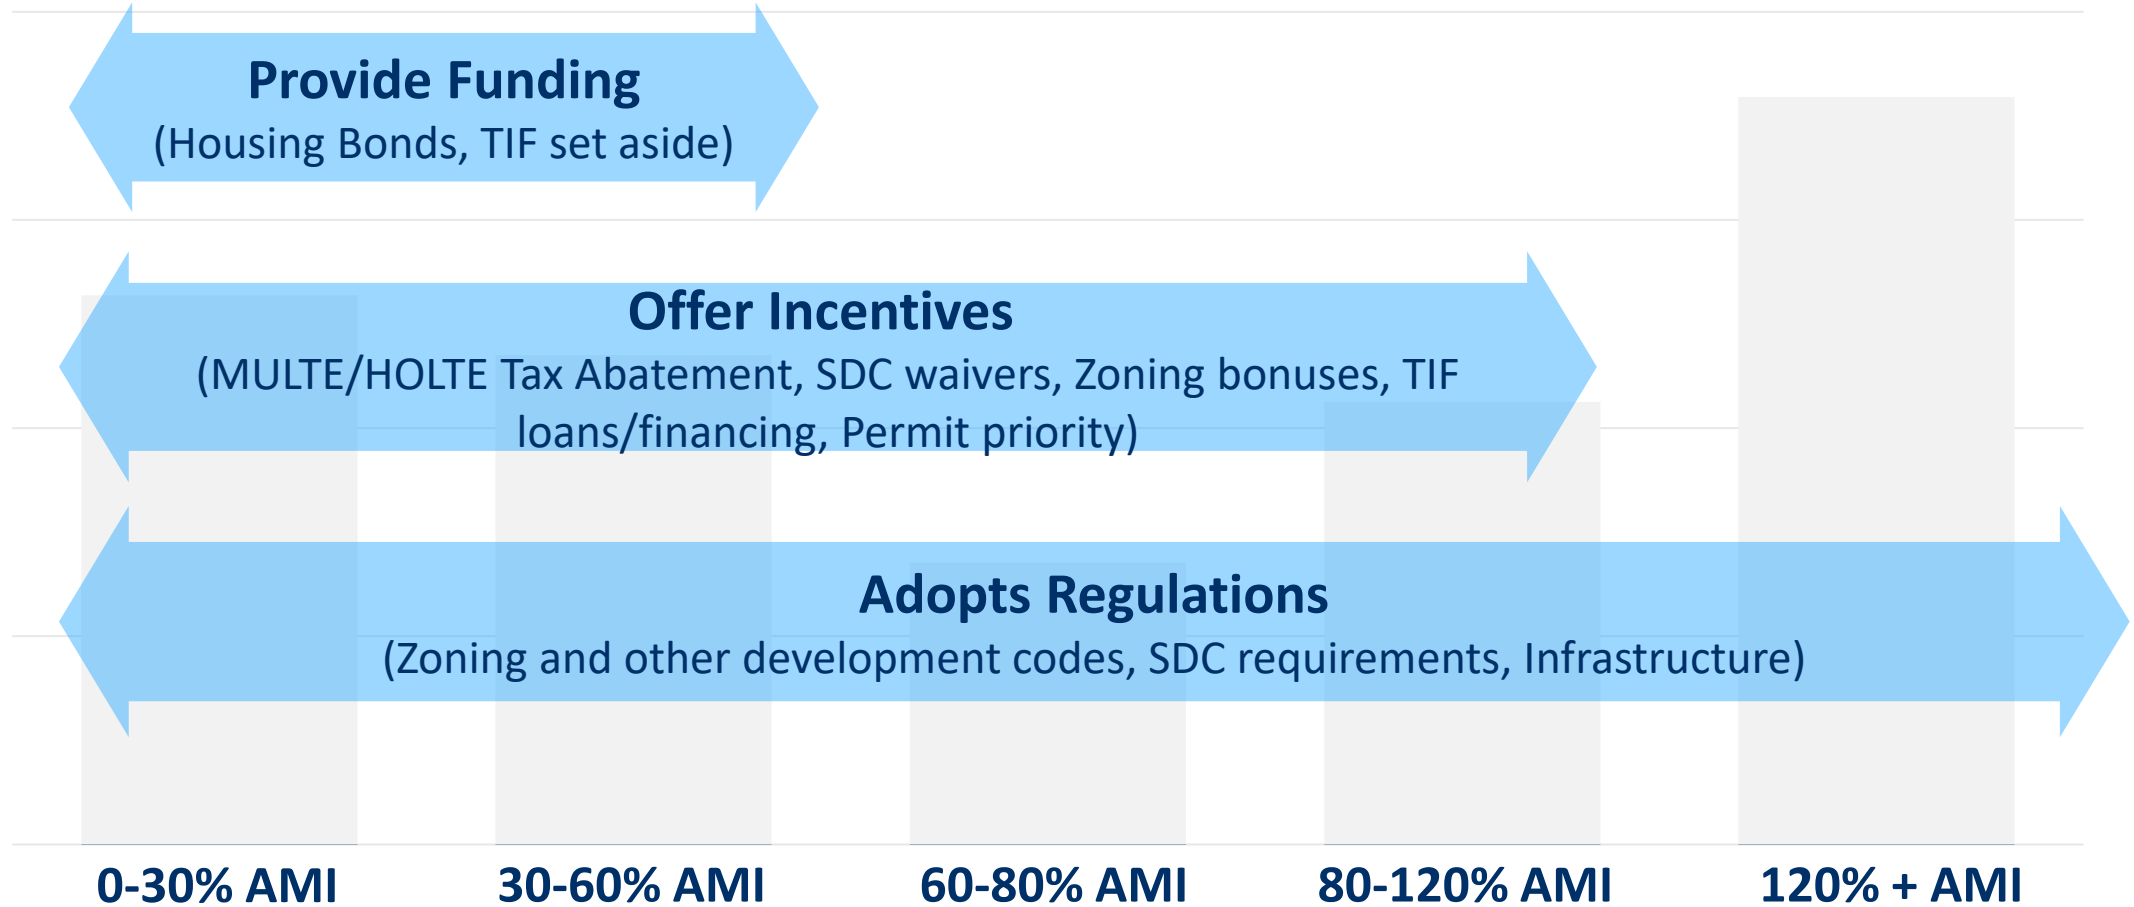 Provide Funding
(Housing Bonds, TIF set aside)
Offer Incentives
(MULTE/HOLTE Tax Abatement, SDC waivers, Zoning bonuses, TIF
loans/financing, Permit priority)
Adopts Regulations
(Zoning and other development codes, SDC requirements, Infrastructure)
0-30% AMI
30-60% AMI
60-80% AMI
80-120% AMI
120% + AMI